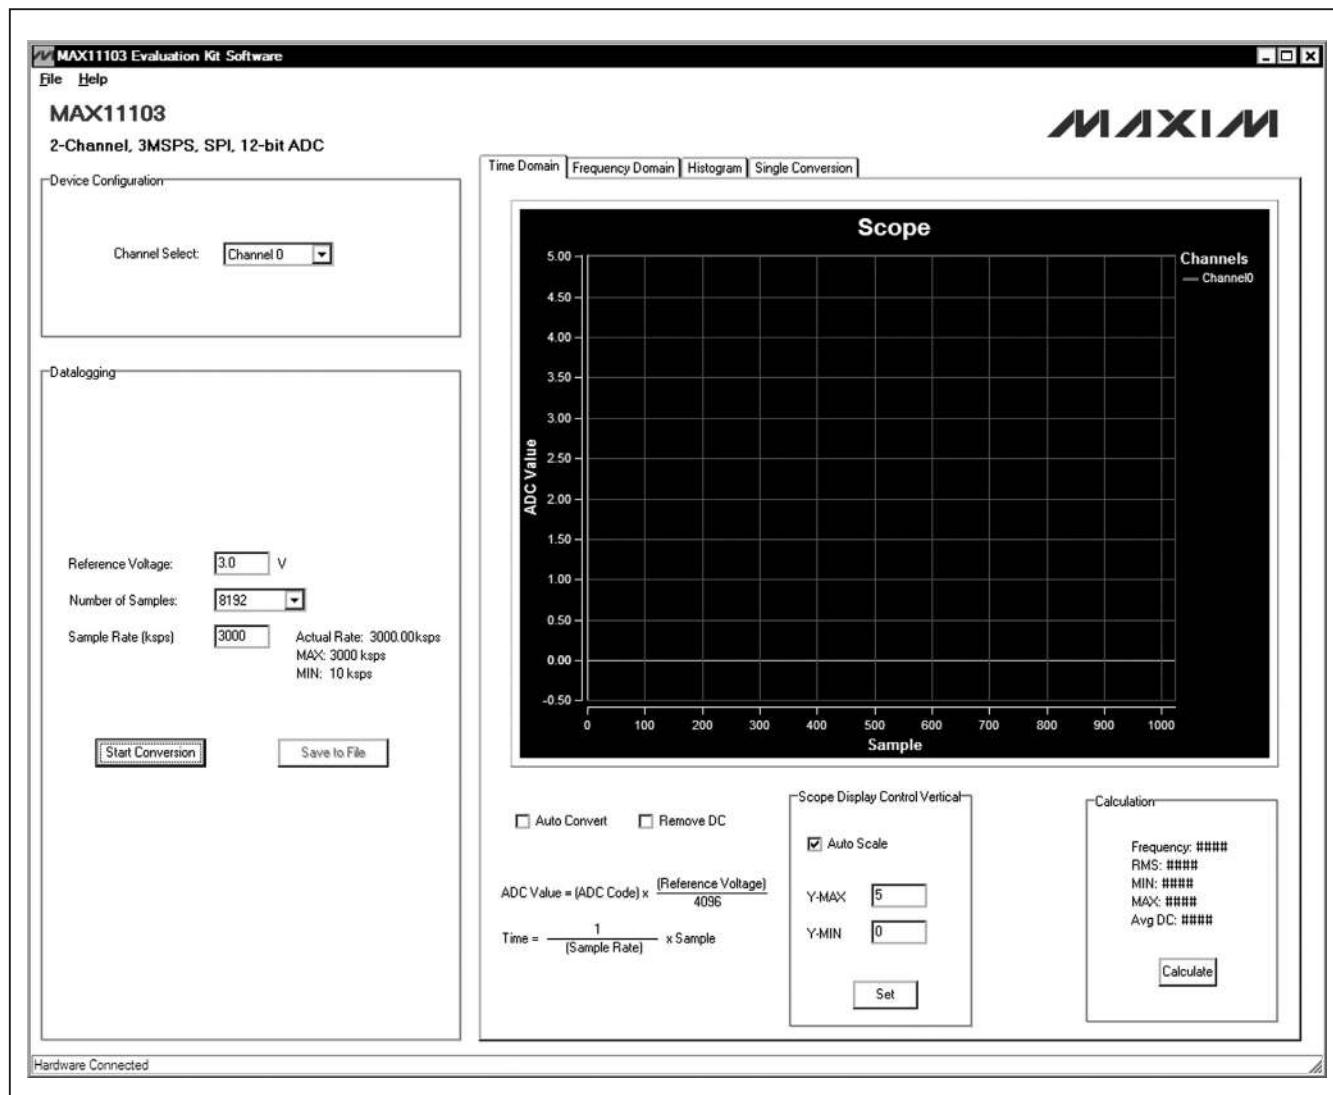 MAX11103 Evaluation Kit Software
File Help
MAX11103
2-Channel, 3MSPS, SPI, 12-bit ADC
MAXIM
Device Configuration
Channel Select: Channel 0
Datalogging
Reference Voltage: 3.0 V
Number of Samples: 8192
Sample Rate (ksps) 3000 Actual Rate: 3000.00ksps
MAX: 3000 ksps
MIN: 10 ksps
Start Conversion Save to File
Time Domain Frequency Domain Histogram Single Conversion
Scope
Channels
Channel0
ADC Value
5.00
4.50
4.00
3.50
3.00
2.50
2.00
1.50
1.00
0.50
0.00
-0.50
0 100 200 300 400 500 600 700 800 900 1000
Sample
Auto Convert Remove DC
ADC Value = (ADC Code) x (Reference Voltage)
4096
Time = 1 x Sample
(Sample Rate)
Scope Display Control Vertical
Auto Scale
Y-MAX 5
Y-MIN 0
Set
Calculation
Frequency: ####
RMS: ####
MIN: ####
MAX: ####
Avg DC: ####
Calculate
Hardware Connected